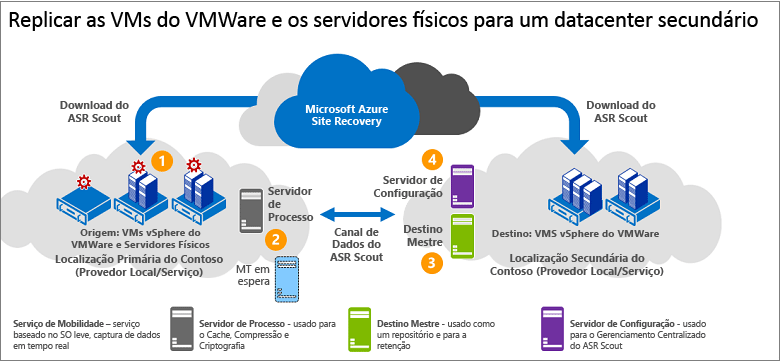 Replicar as VMs do VMWare e os servidores físicos para um datacenter secundário
Download do
ASR Scout
Microsoft Azure
Site Recovery
Download do
ASR Scout
1
Servidor
de
Processo
2
MT em
espera
Origem: VMs vSphere do
VMWare e Servidores Físicos
Localização Primária do Contoso
(Provedor Local/Serviço)
Canal de
Dados do
ASR Scout
4
Servidor de
Configuração
Destino
Mestre
3
Destino: VMS vSphere do VMWare
Localização Secundária do
Contoso (Provedor Local/Serviço)
Serviço de Mobilidade – serviço
baseado no SO leve, captura de dados
em tempo real
Servidor de Processo - usado para
o Cache, Compressão e
Criptografia
Destino Mestre - usado como
um repositório e para a
retenção
Servidor de Configuração - usado
para o Gerenciamento Centralizado
do ASR Scout